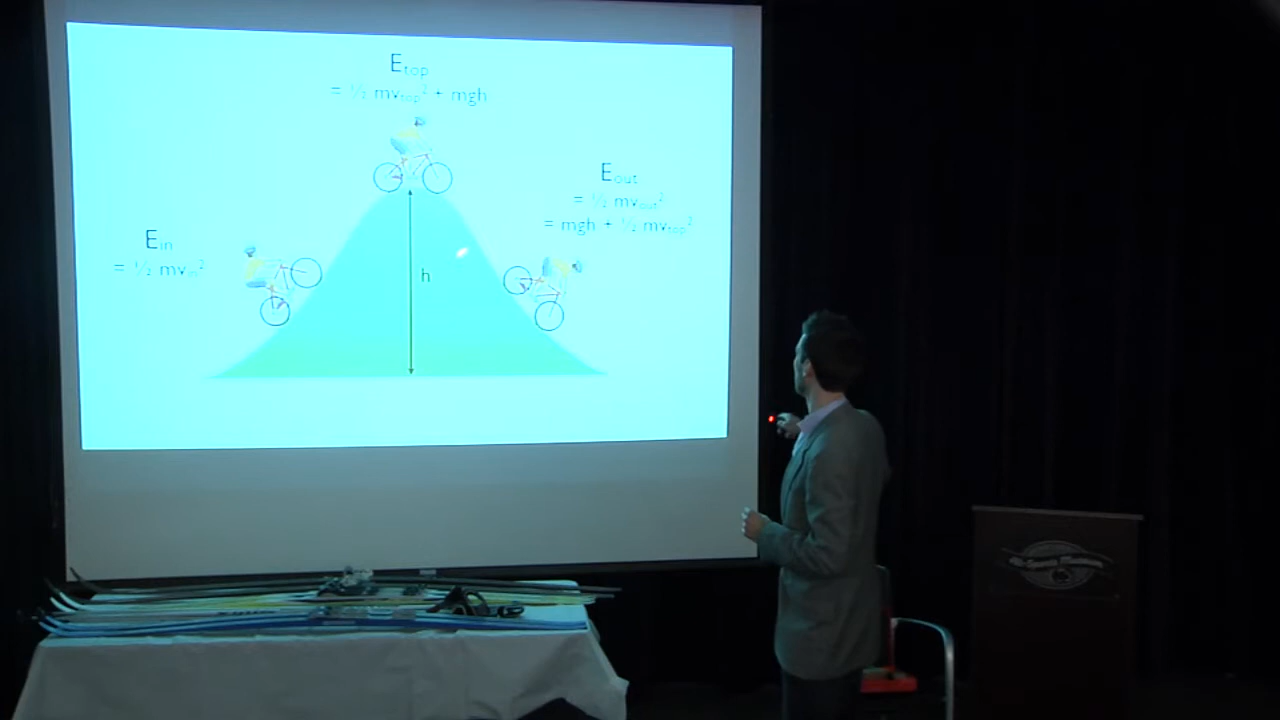 E_top
= ½ mv_top² + mgh
E_out
= ½ mv_out²
= mgh + ½ mv_top²
E_in
= ½ mv_in²
h